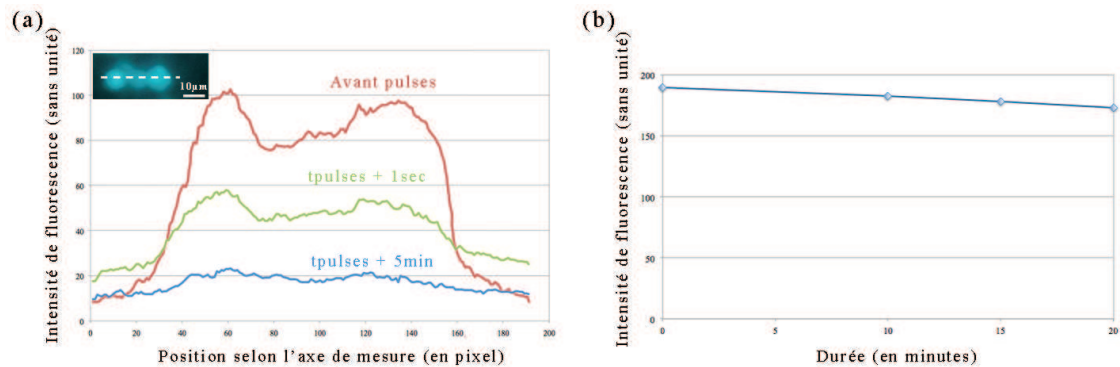 (a)
Intensité de fluorescence (sans unité)
120
100
80
60
40
20
0
10µm
Avant pulses
tpulses + 1sec
tpulses + 5min
0 20 40 60 80 100 120 140 160 180 200
Position selon l'axe de mesure (en pixel)
(b)
Intensité de fluorescence (sans unité)
200
150
100
50
0
0 5 10 15 20
Durée (en minutes)